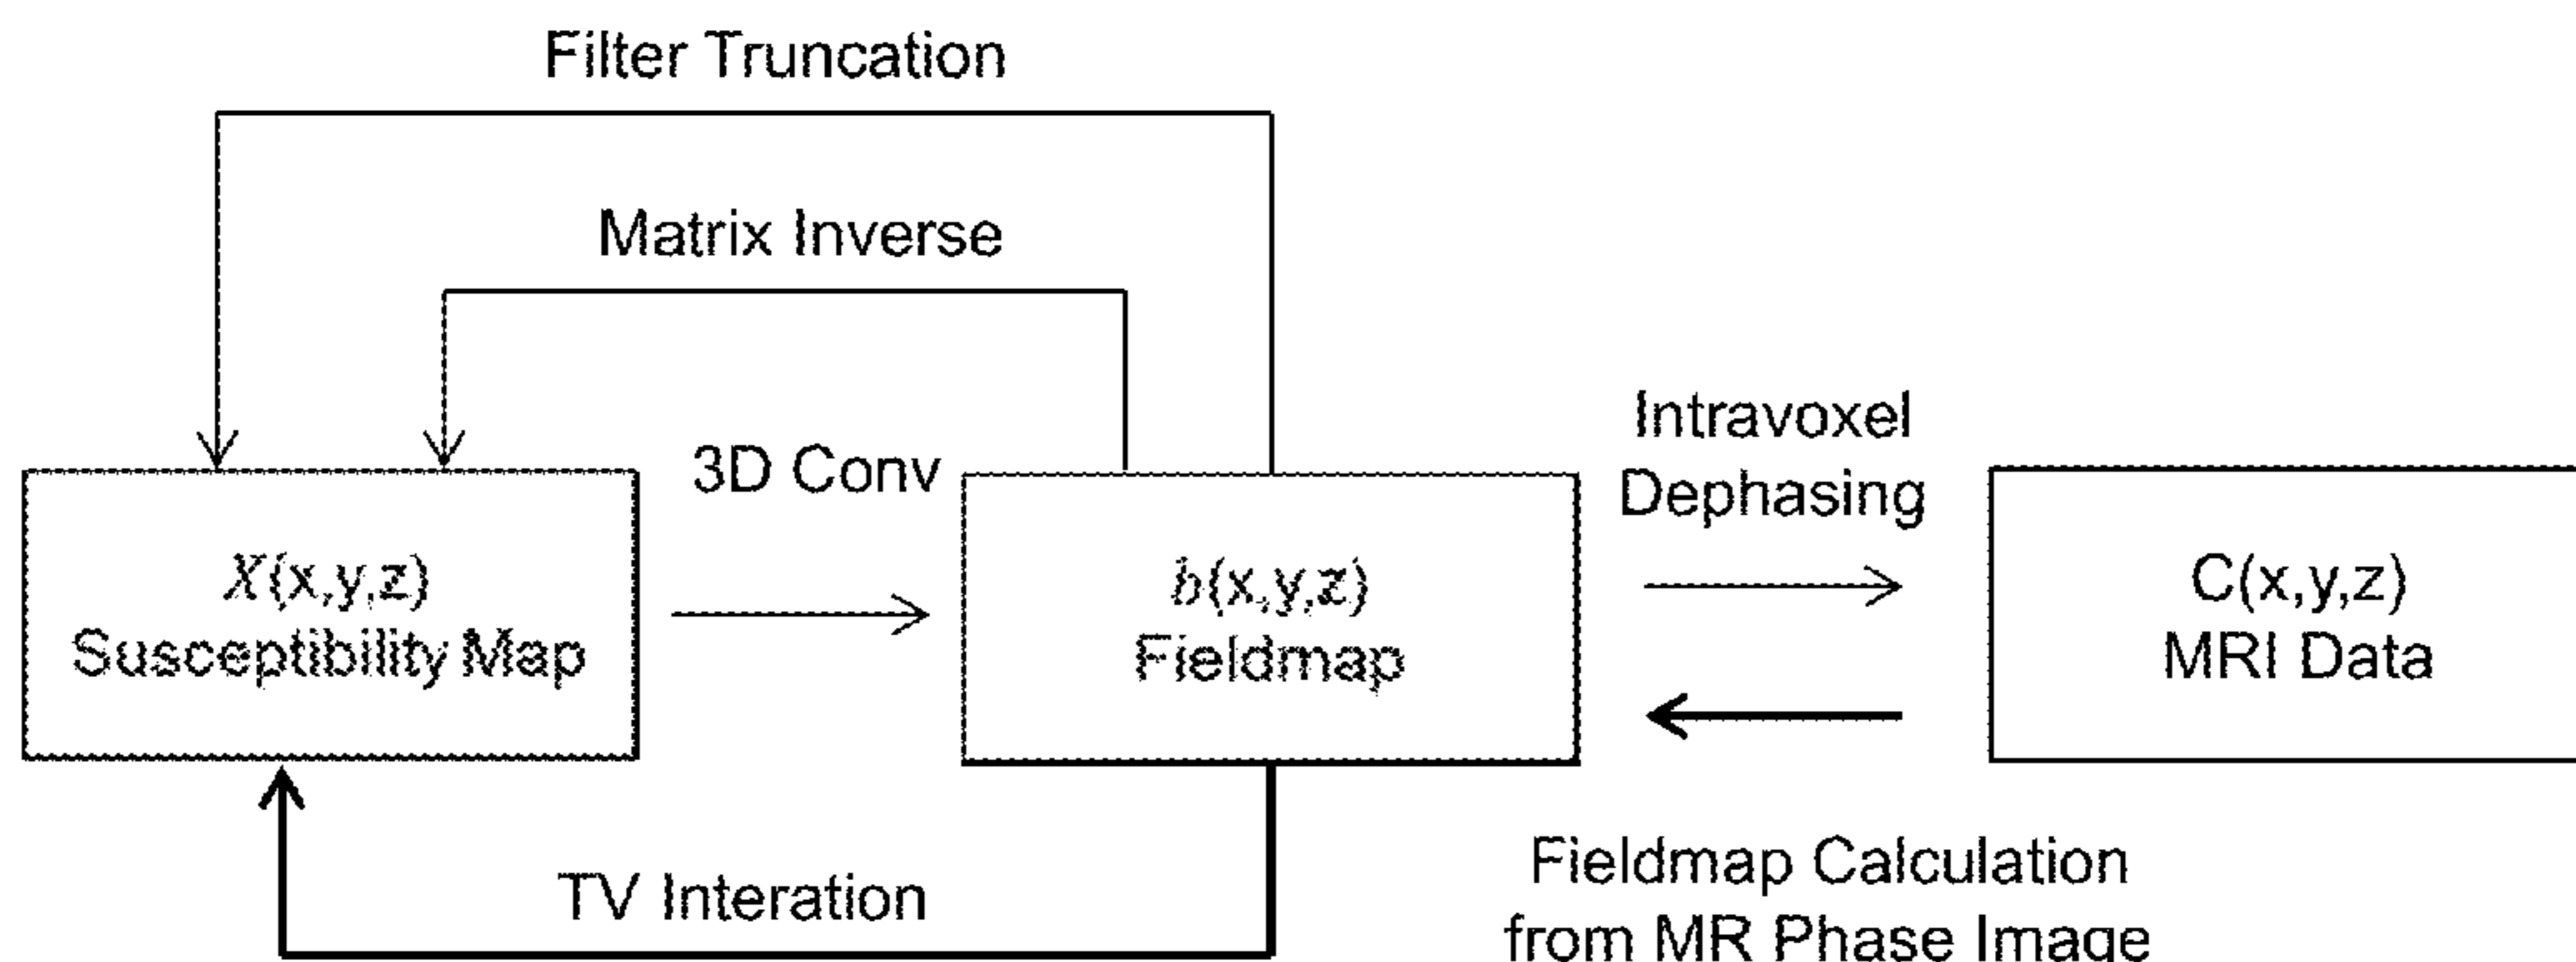 Filter Truncation
Matrix Inverse
3D Conv
Intravoxel
Dephasing
X(x,y,z)
Susceptibility Map
b(x,y,z)
Fieldmap
C(x,y,z)
MRI Data
TV Interation
Fieldmap Calculation
from MR Phase Image